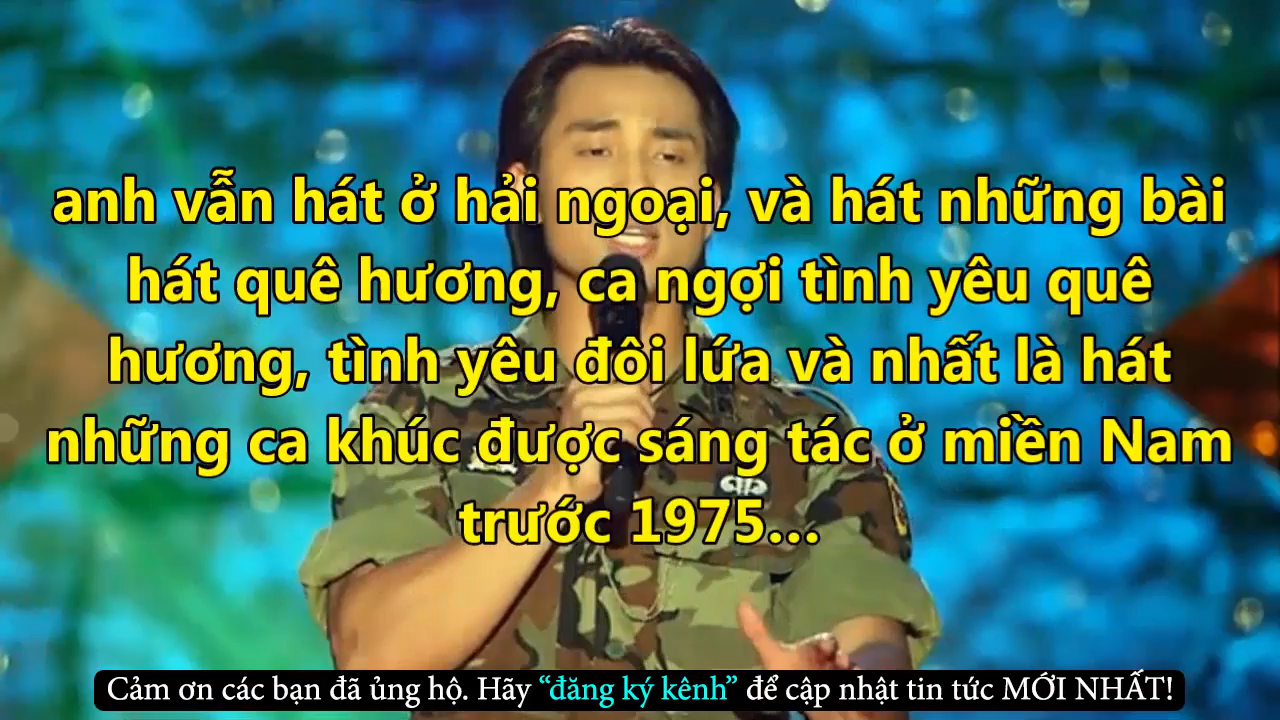 anh vẫn hát ở hải ngoại, và hát những bài
hát quê hương, ca ngợi tình yêu quê
hương, tình yêu đôi lứa và nhất là hát
những ca khúc được sáng tác ở miền Nam
trước 1975...
Cảm ơn các bạn đã ủng hộ. Hãy “đăng ký kênh” để cập nhật tin tức MỚI NHẤT!